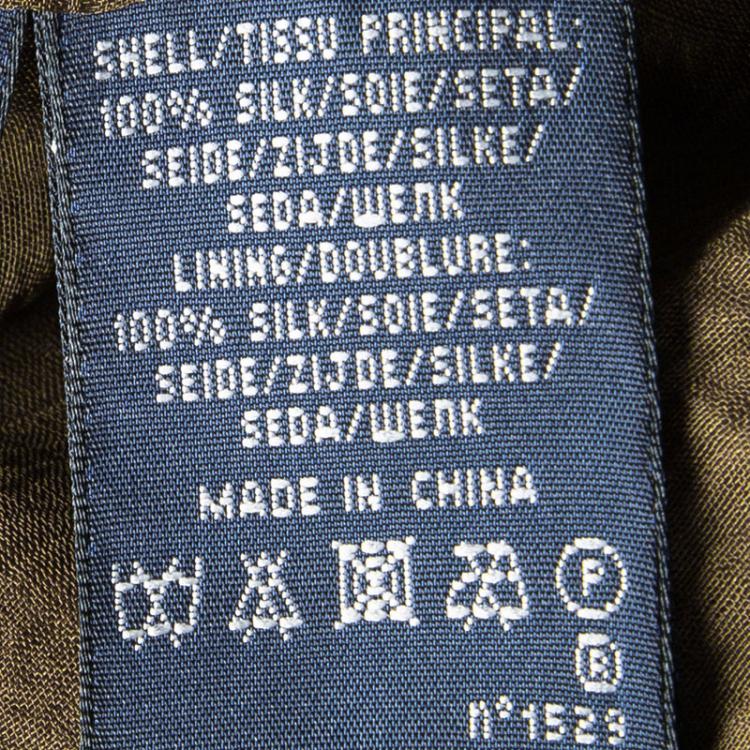 SHELL/TISSU PRINCIPAL:
100% SILK/SOIE/SETA/
SEIDE/ZIJDE/SILKE/
SEDA/ШЕЛК
LINING/DOUBLURE:
100% SILK/SOIE/SETA/
SEIDE/ZIJDE/SILKE/
SEDA/ШЕЛК
MADE IN CHINA
P
R